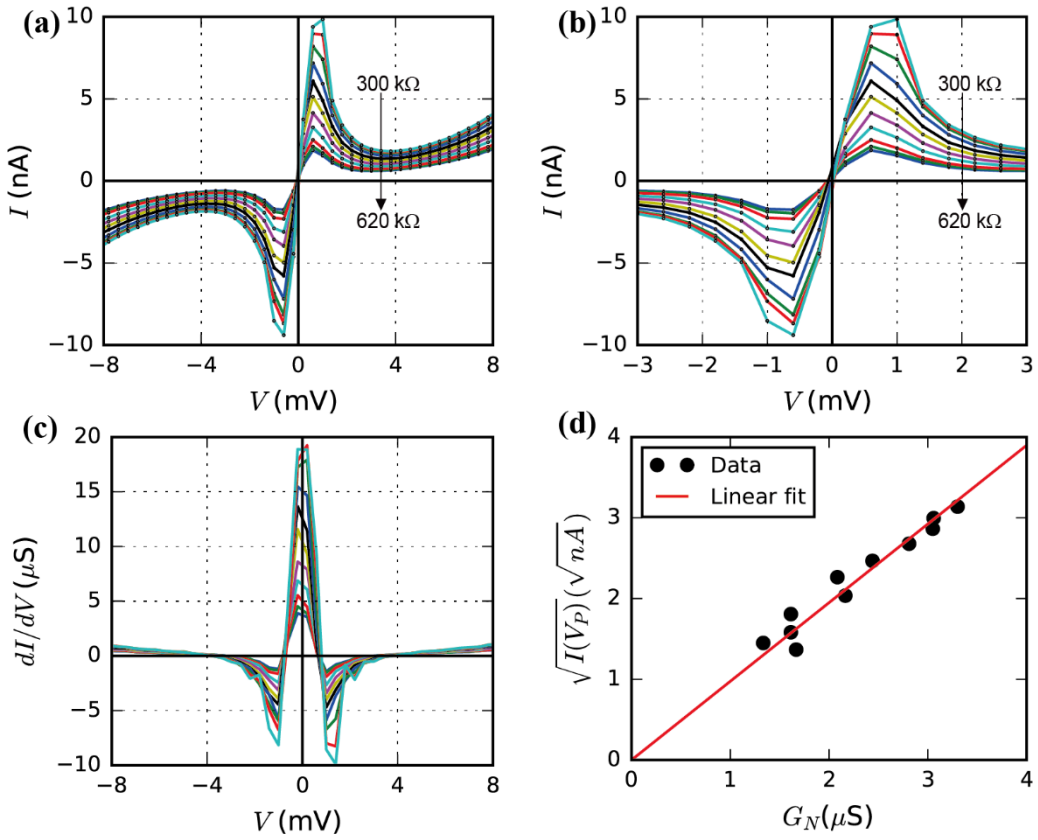 (a)
10
5
0
−5
−10
I (nA)
300 kΩ
620 kΩ
−8 −4 0 4 8
V (mV)
(b)
10
5
0
−5
−10
I (nA)
300 kΩ
620 kΩ
−3 −2 −1 0 1 2 3
V (mV)
(c)
20
15
10
5
0
−5
−10
dI/dV (μS)
−8 −4 0 4 8
V (mV)
(d)
4
3
2
1
0
√I(V_P) (√nA)
Data
Linear fit
0 1 2 3 4
G_N(μS)